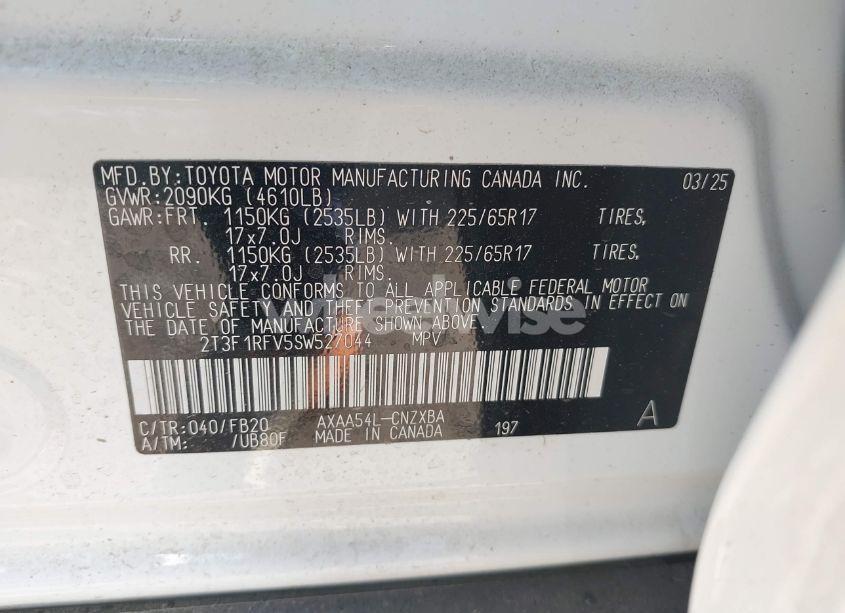 MFD.BY:TOYOTA MOTOR MANUFACTURING CANADA INC. 03/25
GVWR:2090KG (4610LB)
GAWR:FRT. 1150KG (2535LB) WITH 225/65R17 TIRES,
17x7.0J RIMS.
RR. 1150KG (2535LB) WITH 225/65R17 TIRES,
17x7.0J RIMS.
THIS VEHICLE CONFORMS TO ALL APPLICABLE FEDERAL MOTOR
VEHICLE SAFETY AND THEFT PREVENTION STANDARDS IN EFFECT ON
THE DATE OF MANUFACTURE SHOWN ABOVE.
2T3F1RFV5SW527044 MPV
C/TR:040/FB20 AXAA54L-CNZXBA
A/TM: /UB80F MADE IN CANADA 197 A
wheelwise